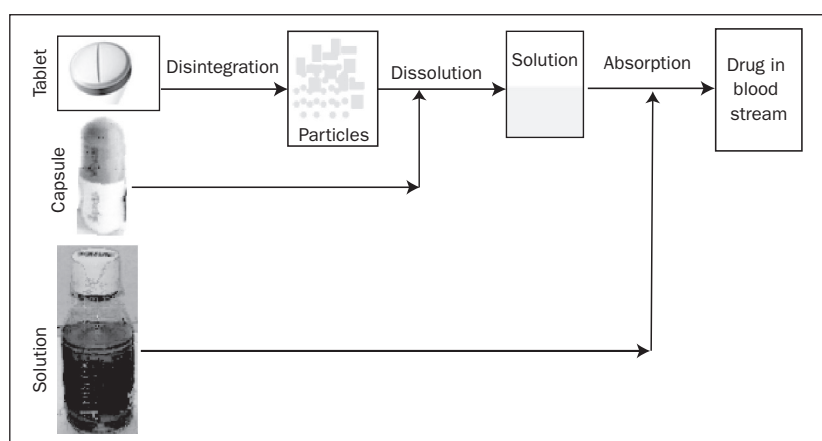 Tablet
Disintegration
Particles
Dissolution
Solution
Absorption
Drug in
blood
stream
Capsule
Solution